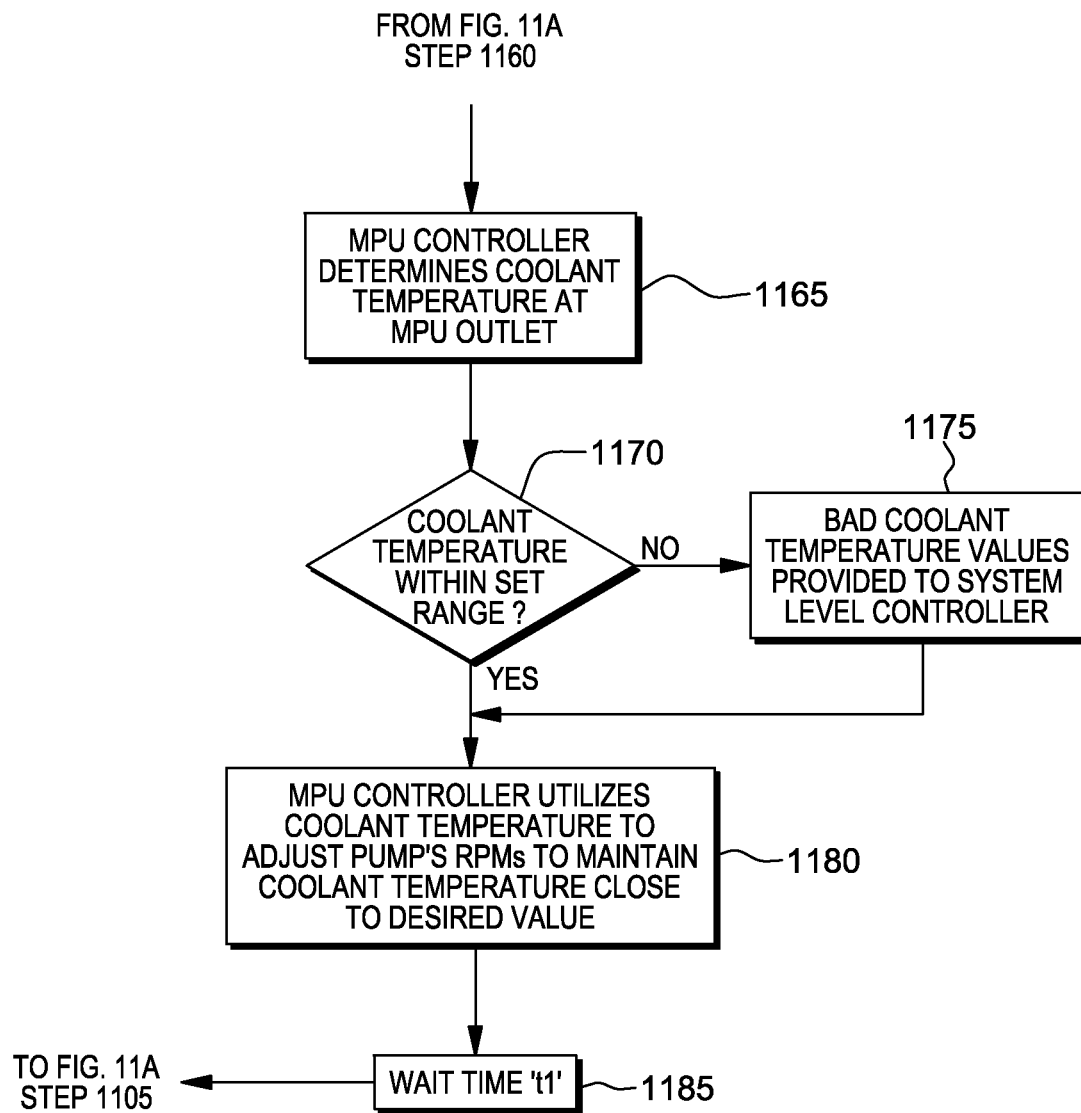 FROM FIG. 11A
STEP 1160
MPU CONTROLLER
DETERMINES COOLANT
TEMPERATURE AT
MPU OUTLET
1165
1170
COOLANT
TEMPERATURE
WITHIN SET
RANGE ?
NO
1175
BAD COOLANT
TEMPERATURE VALUES
PROVIDED TO SYSTEM
LEVEL CONTROLLER
YES
MPU CONTROLLER UTILIZES
COOLANT TEMPERATURE TO
ADJUST PUMP'S RPMs TO MAINTAIN
COOLANT TEMPERATURE CLOSE
TO DESIRED VALUE
1180
TO FIG. 11A
STEP 1105
WAIT TIME 't1'
1185